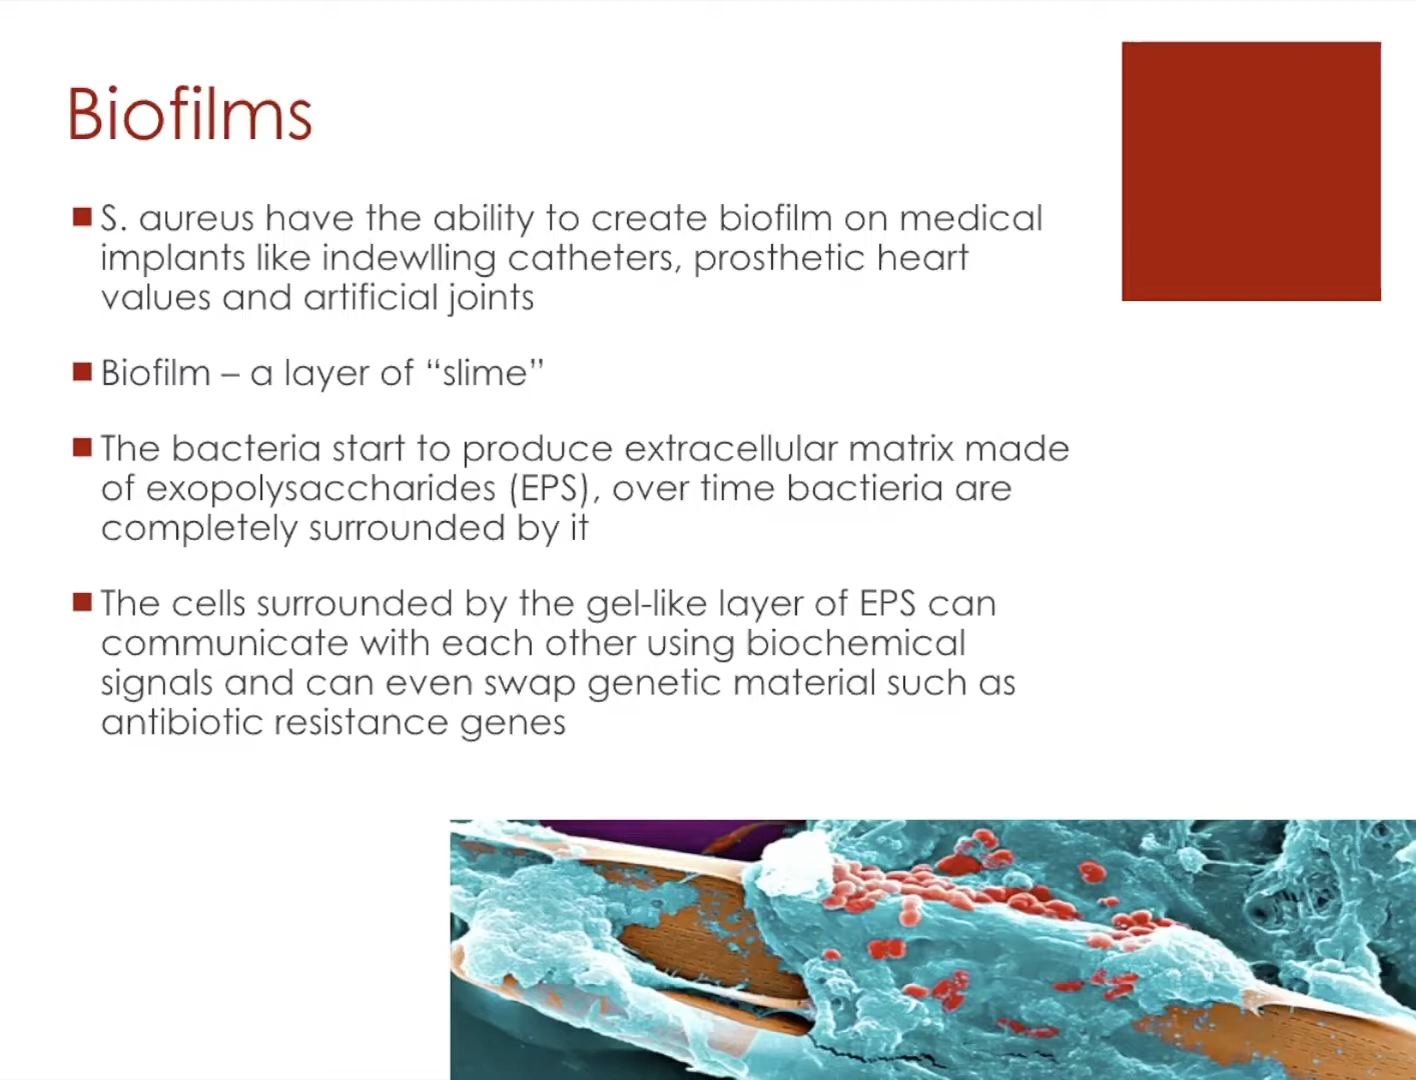 Biofilms
S. aureus have the ability to create biofilm on medical
implants like indewlling catheters, prosthetic heart
values and artificial joints
Biofilm – a layer of “slime”
The bacteria start to produce extracellular matrix made
of exopolysaccharides (EPS), over time bactieria are
completely surrounded by it
The cells surrounded by the gel-like layer of EPS can
communicate with each other using biochemical
signals and can even swap genetic material such as
antibiotic resistance genes